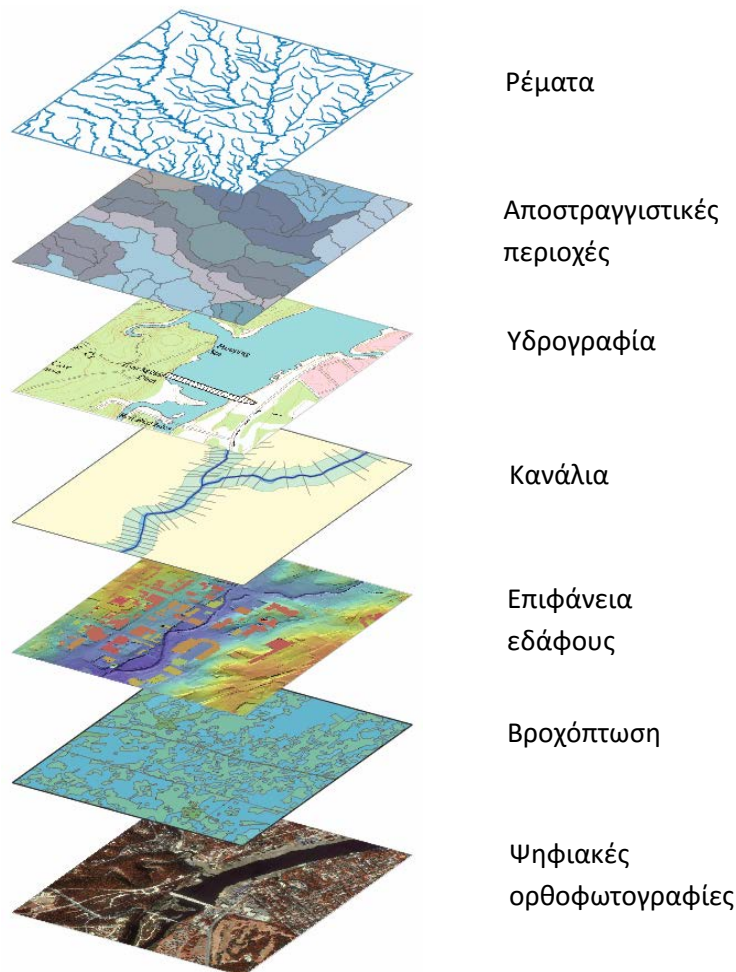 Ρέματα
Αποστραγγιστικές
περιοχές
Υδρογραφία
Κανάλια
Επιφάνεια
εδάφους
Βροχόπτωση
Ψηφιακές
ορθοφωτογραφίες